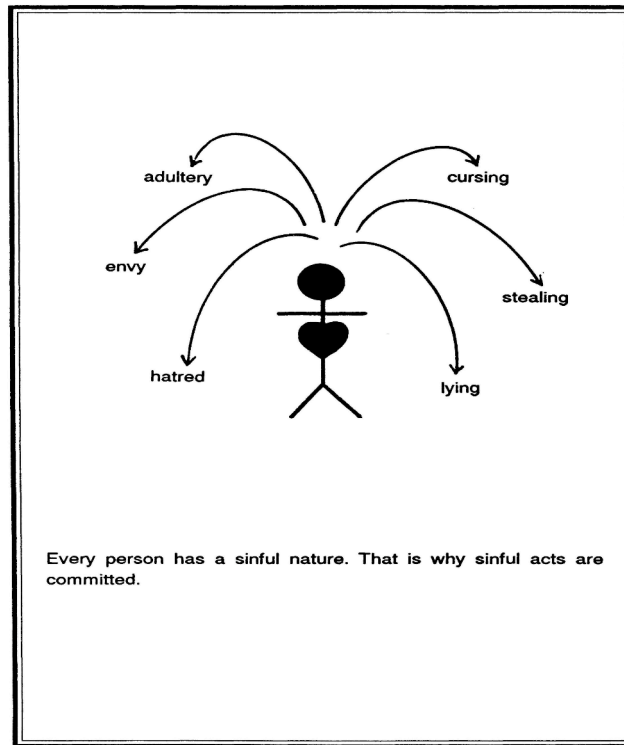 adultery
cursing
envy
stealing
hatred
lying
Every person has a sinful nature. That is why sinful acts are
committed.